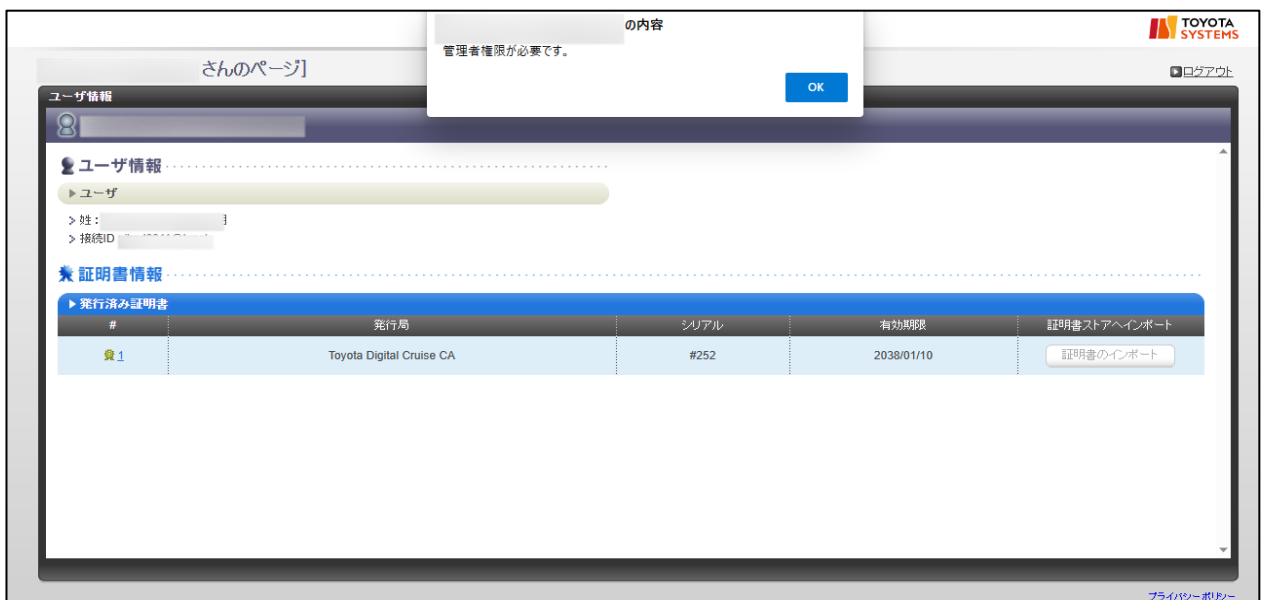 の内容
管理者権限が必要です。
OK
TOYOTA
SYSTEMS
さんのページ]
ログアウト
ユーザ情報
ユーザ情報
ユーザ
姓：
接続ID
証明書情報
発行済み証明書
# 発行局 シリアル 有効期限 証明書ストアへインポート
1 Toyota Digital Cruise CA #252 2038/01/10 証明書のインポート
プライバシーポリシー